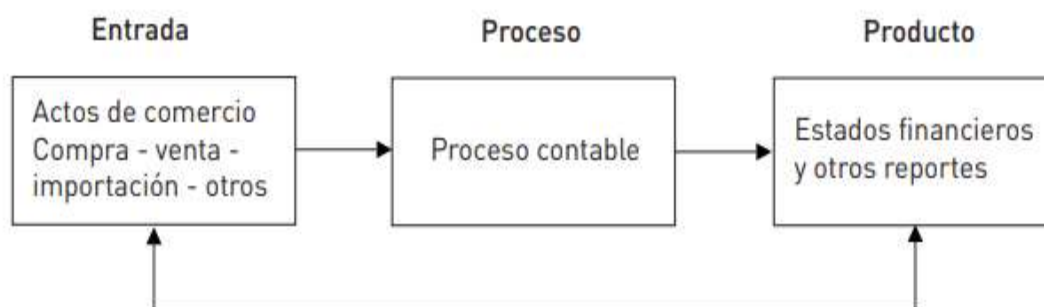 Entrada
Proceso
Producto
Actos de comercio
Compra - venta -
importación - otros
Proceso contable
Estados financieros
y otros reportes